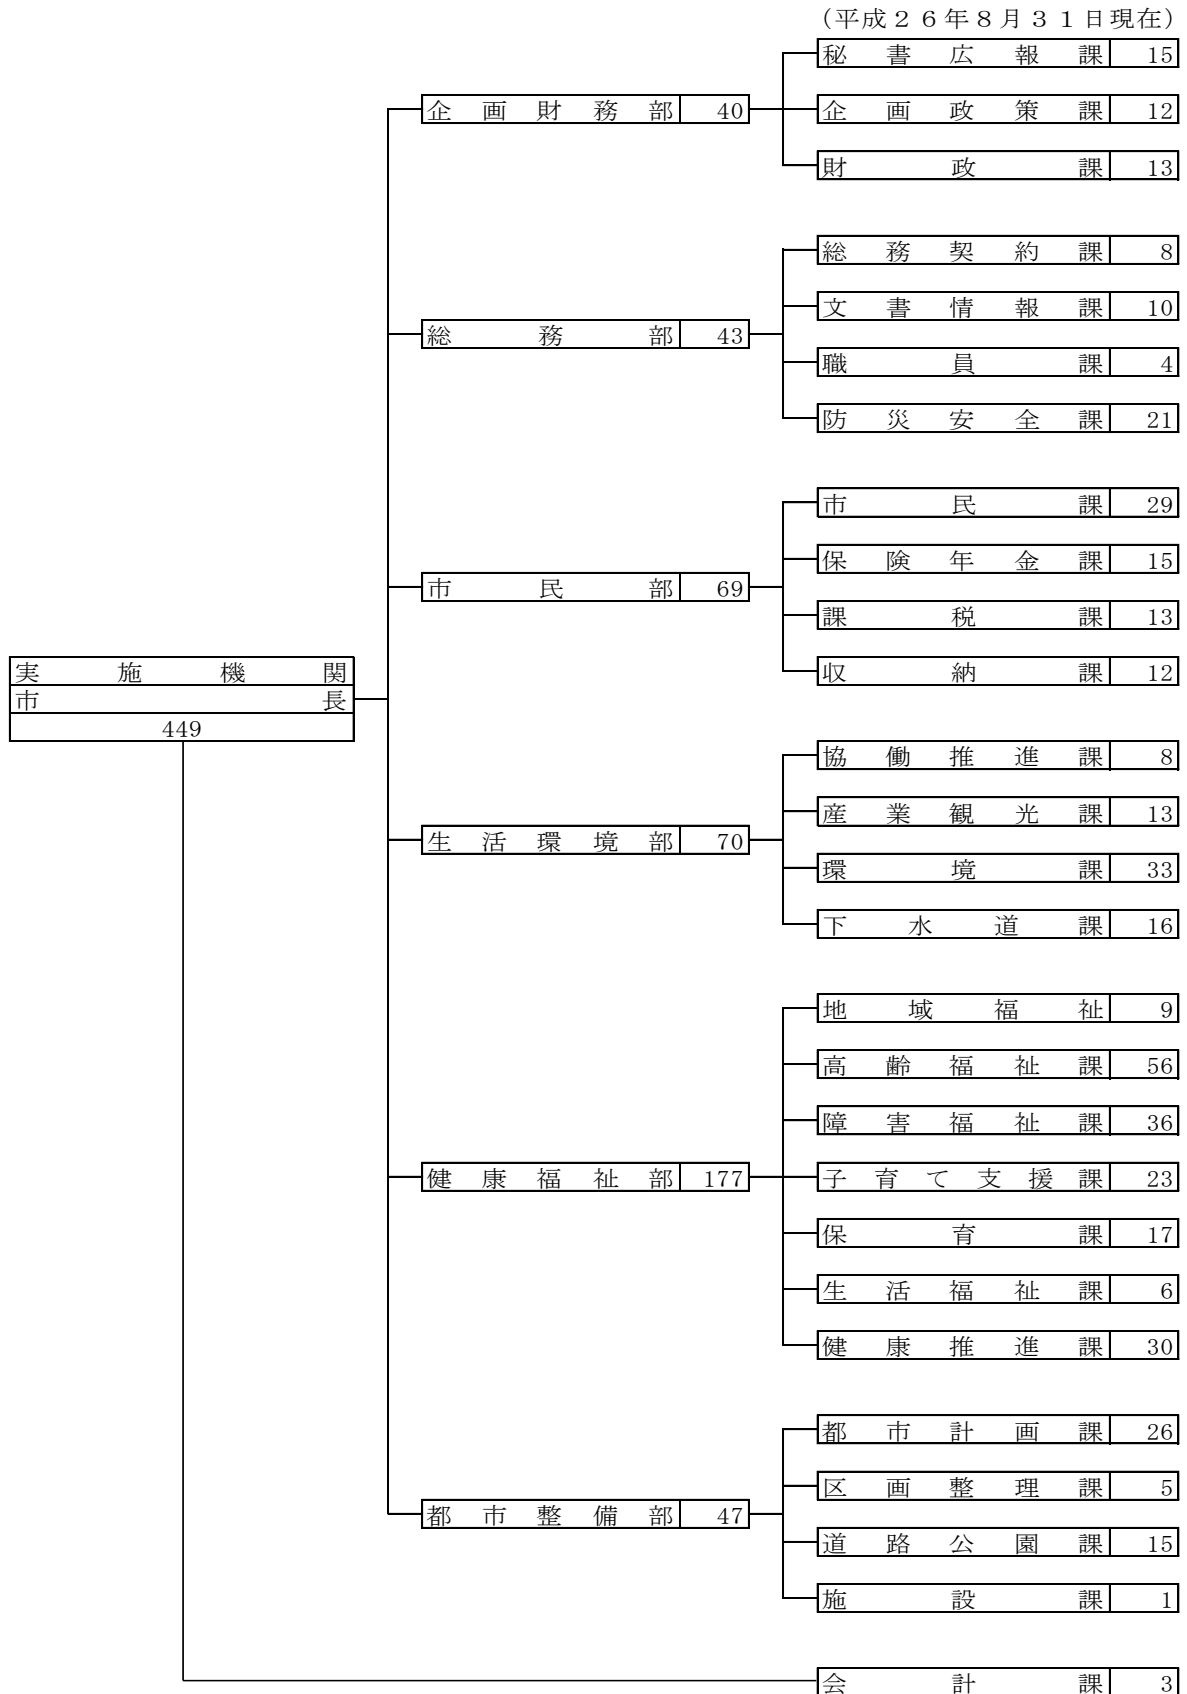 （平成２６年８月３１日現在）
秘書広報課 15
企画財務部 40
企画政策課 12
財政課 13
総務契約課 8
文書情報課 10
総務部 43
職員課 4
防災安全課 21
市民課 29
保険年金課 15
市民部 69
課税課 13
収納課 12
実施機関
市長
449
協働推進課 8
産業観光課 13
生活環境部 70
環境課 33
下水道課 16
地域福祉 9
高齢福祉課 56
障害福祉課 36
健康福祉部 177
子育て支援課 23
保育課 17
生活福祉課 6
健康推進課 30
都市計画課 26
区画整理課 5
都市整備部 47
道路公園課 15
施設課 1
会計課 3